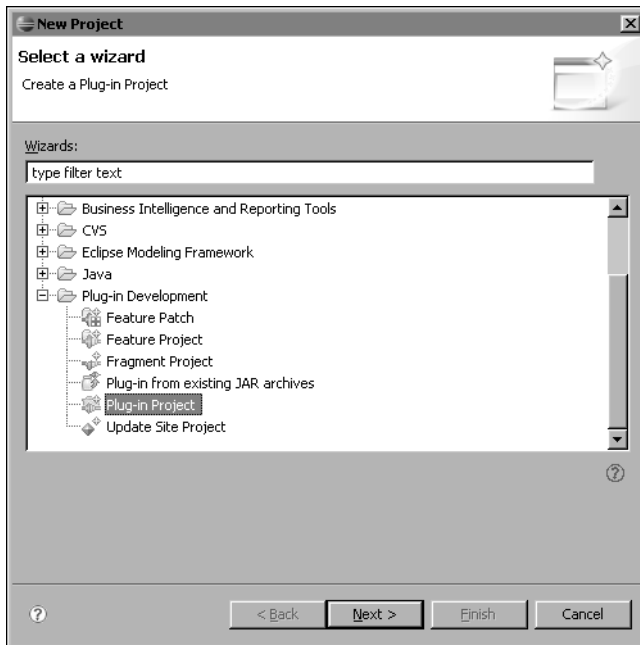 New Project
Select a wizard
Create a Plug-in Project
Wizards:
type filter text
Business Intelligence and Reporting Tools
CVS
Eclipse Modeling Framework
Java
Plug-in Development
Feature Patch
Feature Project
Fragment Project
Plug-in from existing JAR archives
Plug-in Project
Update Site Project
< Back Next > Finish Cancel